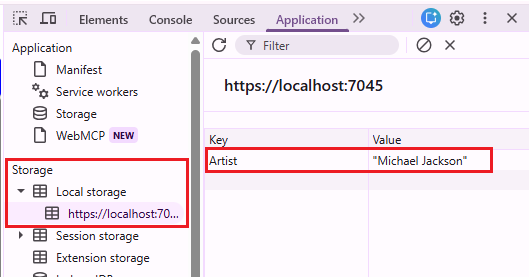 Elements Console Sources Application
Application
Manifest
Service workers
Storage
WebMCP NEW
Storage
Local storage
https://localhost:70...
Session storage
Extension storage
Filter
https://localhost:7045
Key Value
Artist "Michael Jackson"